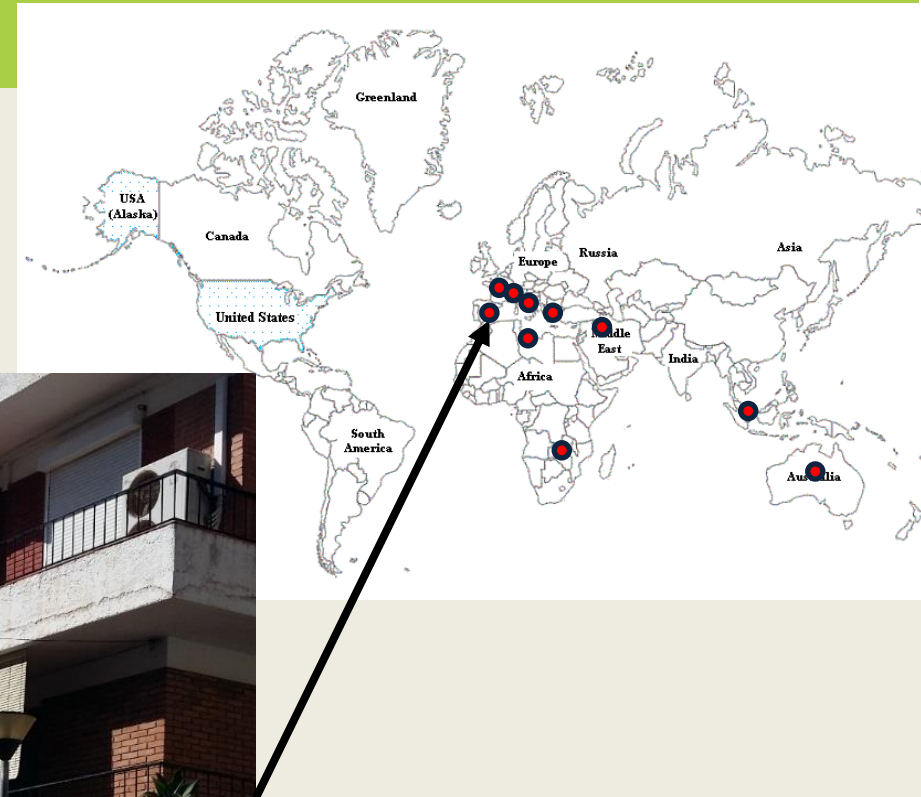 Greenland
USA
(Alaska)
Canada
Europe
Russia
Asia
United States
Middle
East
India
Africa
South
America
Australia